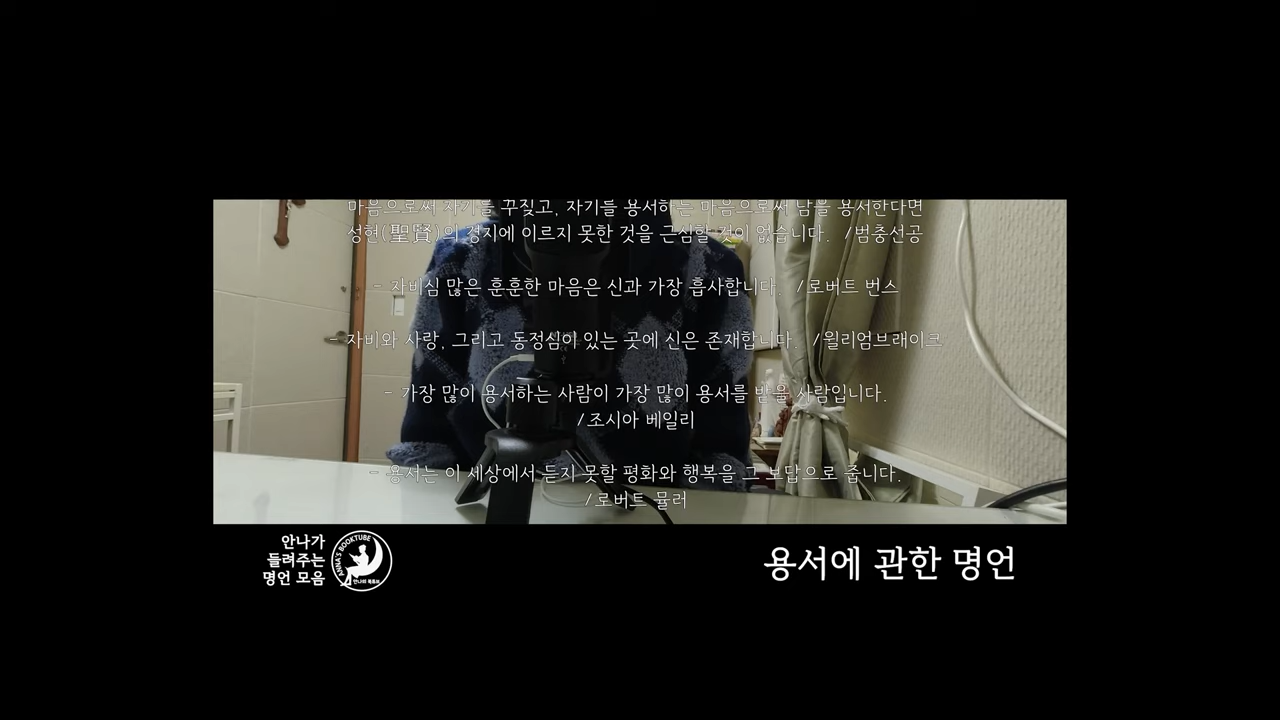 마음으로써 자기를 꾸짖고, 자기를 용서하는 마음으로써 남을 용서한다면
성현(聖賢)의 경지에 이르지 못한 것을 근심할 것이 없습니다. /범충선공
- 자비심 많은 훈훈한 마음은 신과 가장 흡사합니다. /로버트 번스
- 자비와 사랑, 그리고 동정심이 있는 곳에 신은 존재합니다. /윌리엄브래이크
- 가장 많이 용서하는 사람이 가장 많이 용서를 받을 사람입니다.
/조시아 베일리
- 용서는 이 세상에서 듣지 못할 평화와 행복을 그 보답으로 줍니다.
/로버트 뮬러
안나가
들려주는
명언 모음
ANNA'S BOOKTUBE
안나의 북튜브
용서에 관한 명언